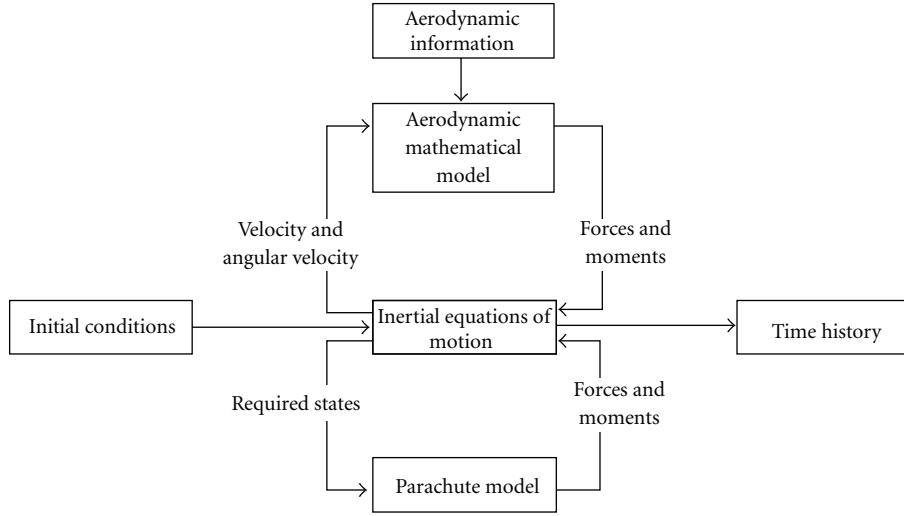 Aerodynamic
information
Aerodynamic
mathematical
model
Velocity and
angular velocity
Forces and
moments
Initial conditions
Inertial equations of
motion
Time history
Required states
Forces and
moments
Parachute model